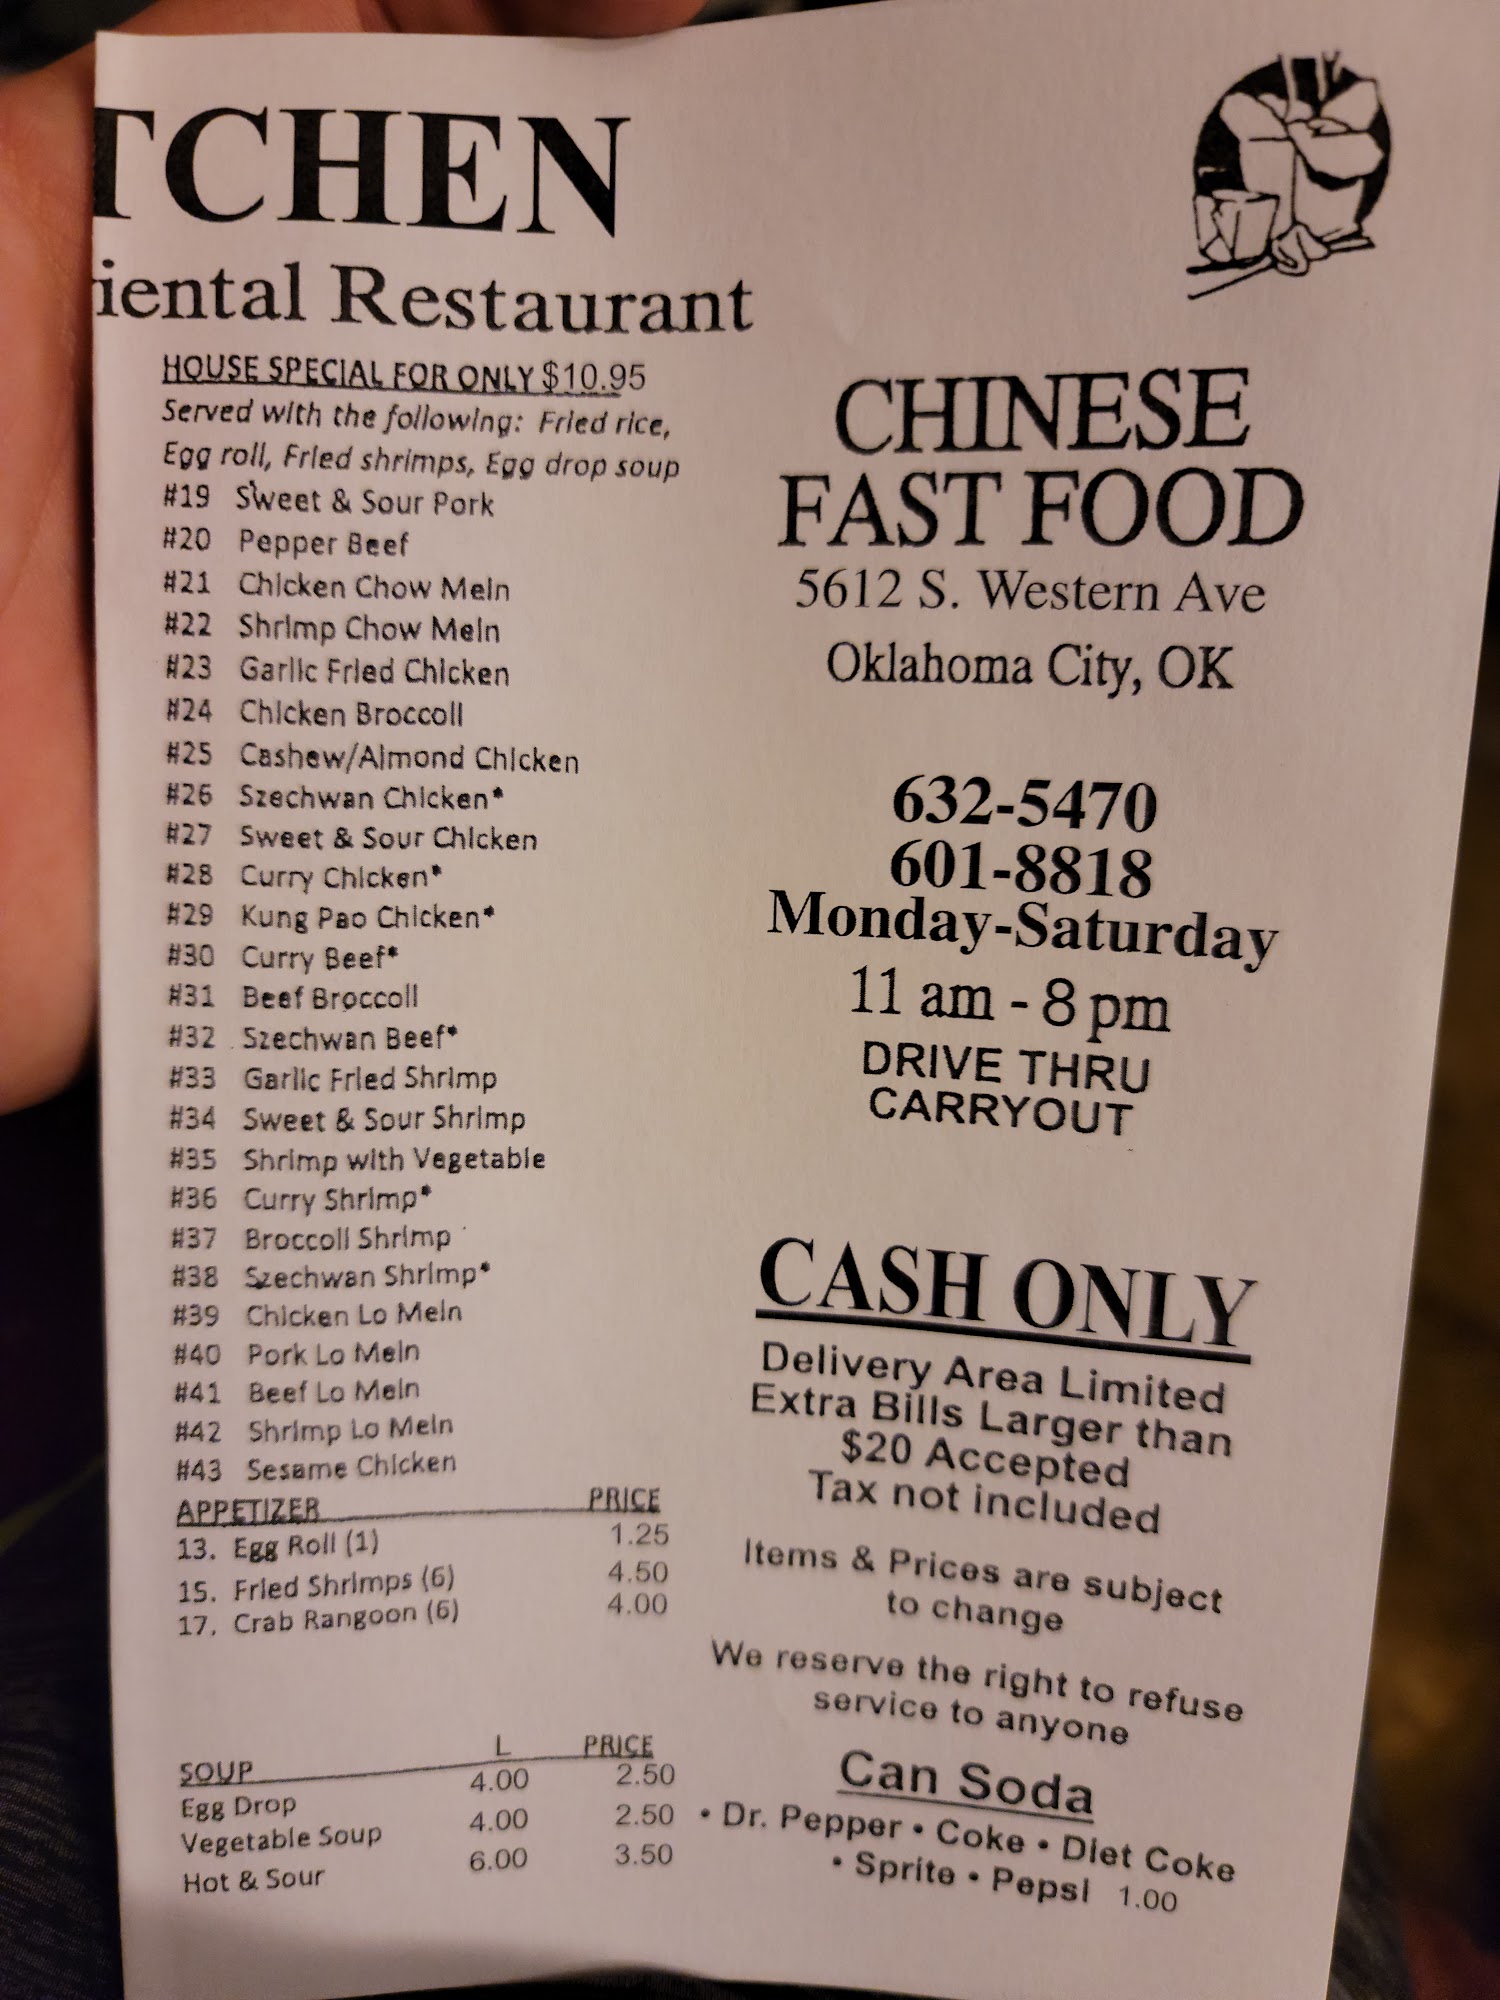 TCHEN
iental Restaurant
HOUSE SPECIAL FOR ONLY $10.95
Served with the following: Fried rice,
Egg roll, Fried shrimps, Egg drop soup
#19 Sweet & Sour Pork
#20 Pepper Beef
#21 Chicken Chow Mein
#22 Shrimp Chow Mein
#23 Garlic Fried Chicken
#24 Chicken Broccoli
#25 Cashew/Almond Chicken
#26 Szechwan Chicken*
#27 Sweet & Sour Chicken
#28 Curry Chicken*
#29 Kung Pao Chicken*
#30 Curry Beef*
#31 Beef Broccoli
#32 Szechwan Beef*
#33 Garlic Fried Shrimp
#34 Sweet & Sour Shrimp
#35 Shrimp with Vegetable
#36 Curry Shrimp*
#37 Broccoli Shrimp
#38 Szechwan Shrimp*
#39 Chicken Lo Mein
#40 Pork Lo Mein
#41 Beef Lo Mein
#42 Shrimp Lo Mein
#43 Sesame Chicken
APPETIZER PRICE
13. Egg Roll (1) 1.25
15. Fried Shrimps (6) 4.50
17. Crab Rangoon (6) 4.00
SOUP L PRICE
Egg Drop 4.00 2.50
Vegetable Soup 4.00 2.50
Hot & Sour 6.00 3.50
CHINESE
FAST FOOD
5612 S. Western Ave
Oklahoma City, OK
632-5470
601-8818
Monday-Saturday
11 am - 8 pm
DRIVE THRU
CARRYOUT
CASH ONLY
Delivery Area Limited
Extra Bills Larger than
$20 Accepted
Tax not included
Items & Prices are subject
to change
We reserve the right to refuse
service to anyone
Can Soda
• Dr. Pepper • Coke • Diet Coke
• Sprite • Pepsi 1.00